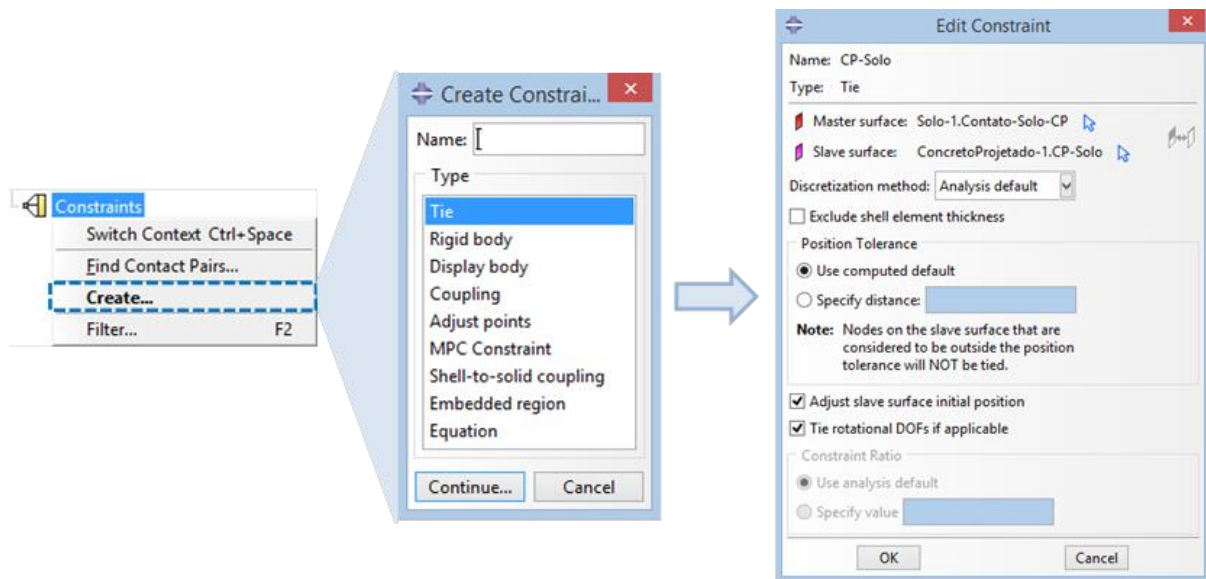 Constraints
Switch Context Ctrl+Space
Find Contact Pairs...
Create...
Filter... F2
Create Constrai...
Name:
Type
Tie
Rigid body
Display body
Coupling
Adjust points
MPC Constraint
Shell-to-solid coupling
Embedded region
Equation
Continue... Cancel
Edit Constraint
Name: CP-Solo
Type: Tie
Master surface: Solo-1.Contato-Solo-CP
Slave surface: ConcretoProjetado-1.CP-Solo
Discretization method: Analysis default
Exclude shell element thickness
Position Tolerance
Use computed default
Specify distance:
Note: Nodes on the slave surface that are
considered to be outside the position
tolerance will NOT be tied.
Adjust slave surface initial position
Tie rotational DOFs if applicable
Constraint Ratio
Use analysis default
Specify value
OK Cancel